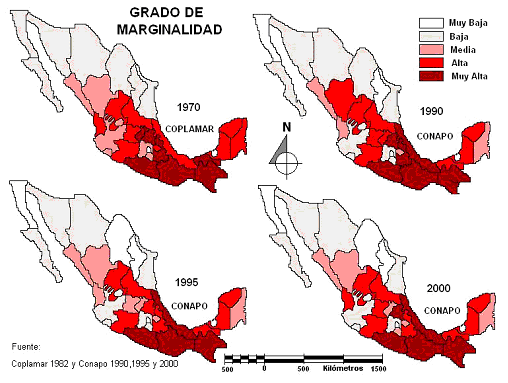 GRADO DE
MARGINALIDAD
Muy Baja
Baja
Media
Alta
Muy Alta
1970
COPLAMAR
1990
CONAPO
N
1995
CONAPO
2000
CONAPO
Fuente:
Coplamar 1982 y Conapo 1990,1995 y 2000
500 0 500 Kilómetros 1500